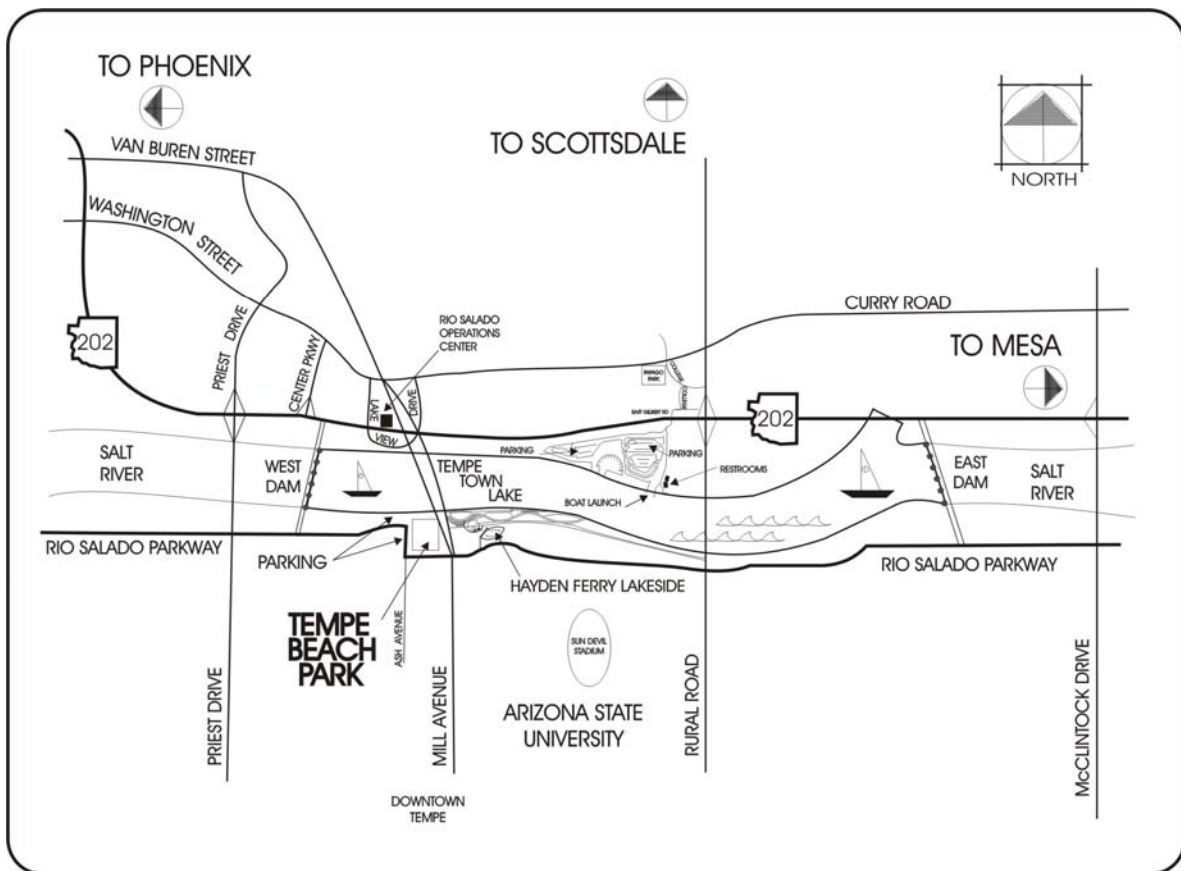 TO PHOENIX
TO SCOTTSDALE
NORTH
VAN BUREN STREET
WASHINGTON STREET
CURRY ROAD
RIO SALADO
OPERATIONS
CENTER
TO MESA
202
PRIEST DRIVE
CENTER PKWY
LAKE
VIEW
DRIVE
PAPAGO
PARK
202
SALT
RIVER
WEST
DAM
TEMPE
TOWN
LAKE
PARKING
PARKING
RESTROOMS
BOAT LAUNCH
EAST
DAM
SALT
RIVER
RIO SALADO PARKWAY
PARKING
HAYDEN FERRY LAKESIDE
RIO SALADO PARKWAY
TEMPE
BEACH
PARK
ASH AVENUE
SUN DEVIL
STADIUM
ARIZONA STATE
UNIVERSITY
PRIEST DRIVE
MILL AVENUE
RURAL ROAD
McCLINTOCK DRIVE
DOWNTOWN
TEMPE